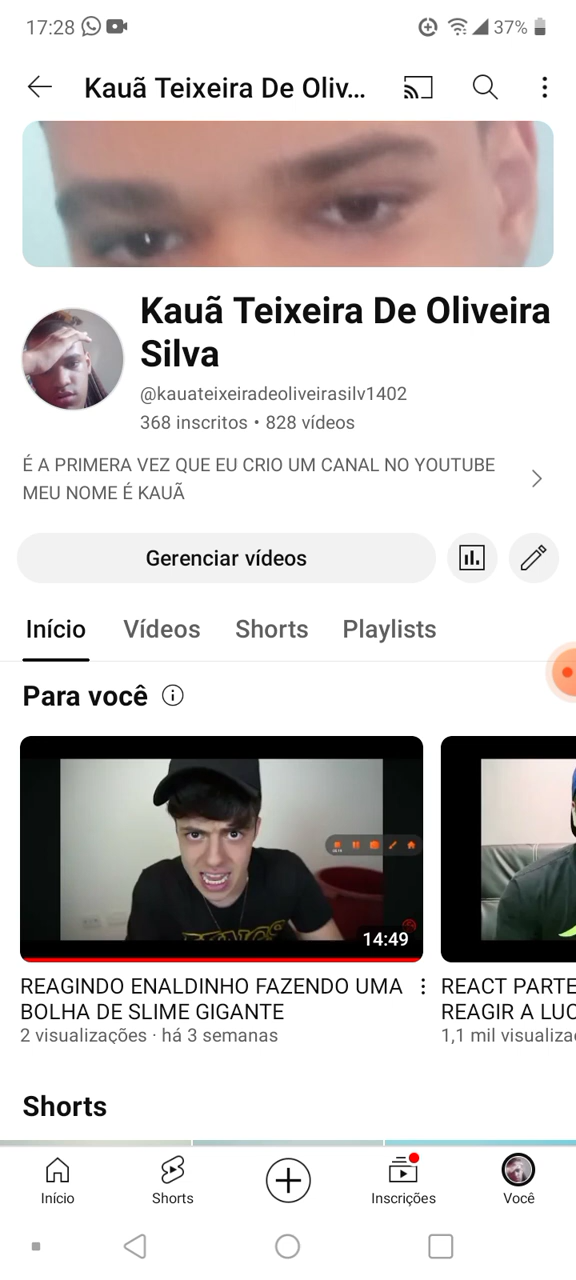 17:28
37%
Kauã Teixeira De Oliv...
Kauã Teixeira De Oliveira
Silva
@kauateixeiradeoliveirasilv1402
368 inscritos • 828 vídeos
É A PRIMERA VEZ QUE EU CRIO UM CANAL NO YOUTUBE
MEU NOME É KAUÃ
Gerenciar vídeos
Início Vídeos Shorts Playlists
Para você
14:49
REAGINDO ENALDINHO FAZENDO UMA
BOLHA DE SLIME GIGANTE
2 visualizações · há 3 semanas
REACT PARTE
REAGIR A LUC
1,1 mil visualiza
Shorts
Início Shorts Inscrições Você